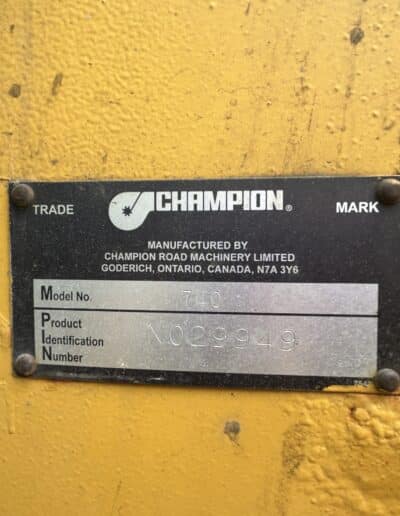 TRADE CHAMPION® MARK
MANUFACTURED BY
CHAMPION ROAD MACHINERY LIMITED
GODERICH, ONTARIO, CANADA, N7A 3Y6
Model No. 740
Product
Identification N029949
Number